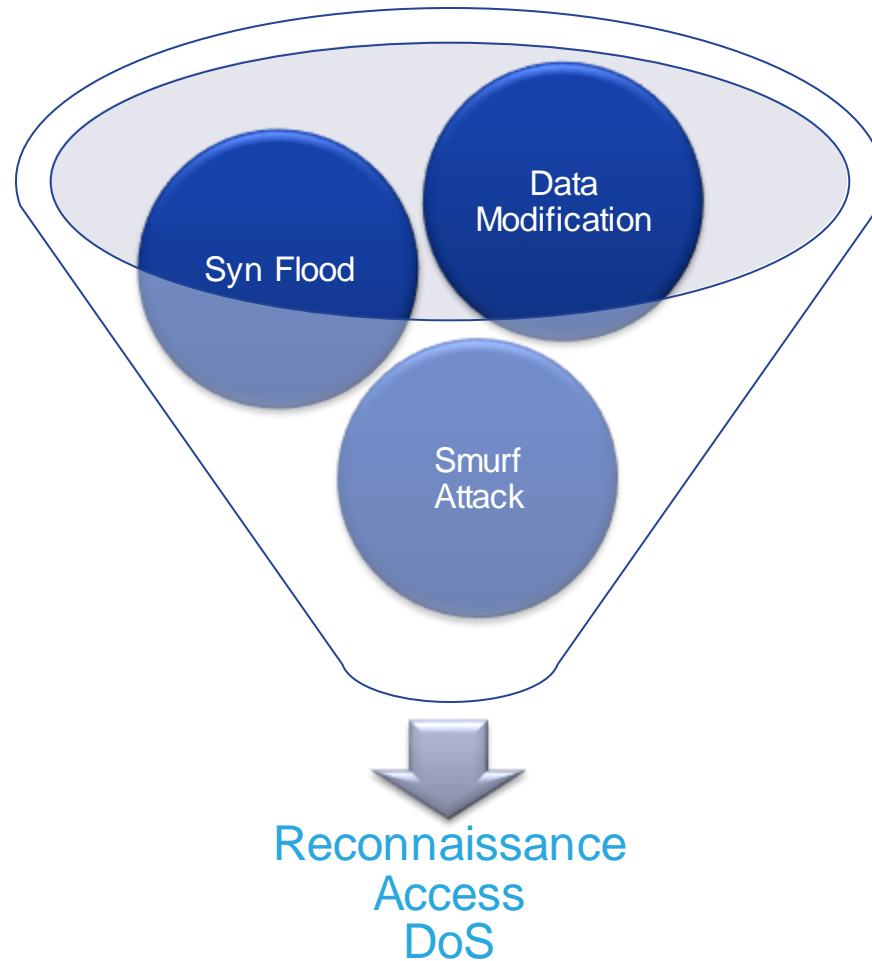 Data
Modification
Syn Flood
Smurf
Attack
Reconnaissance
Access
DoS